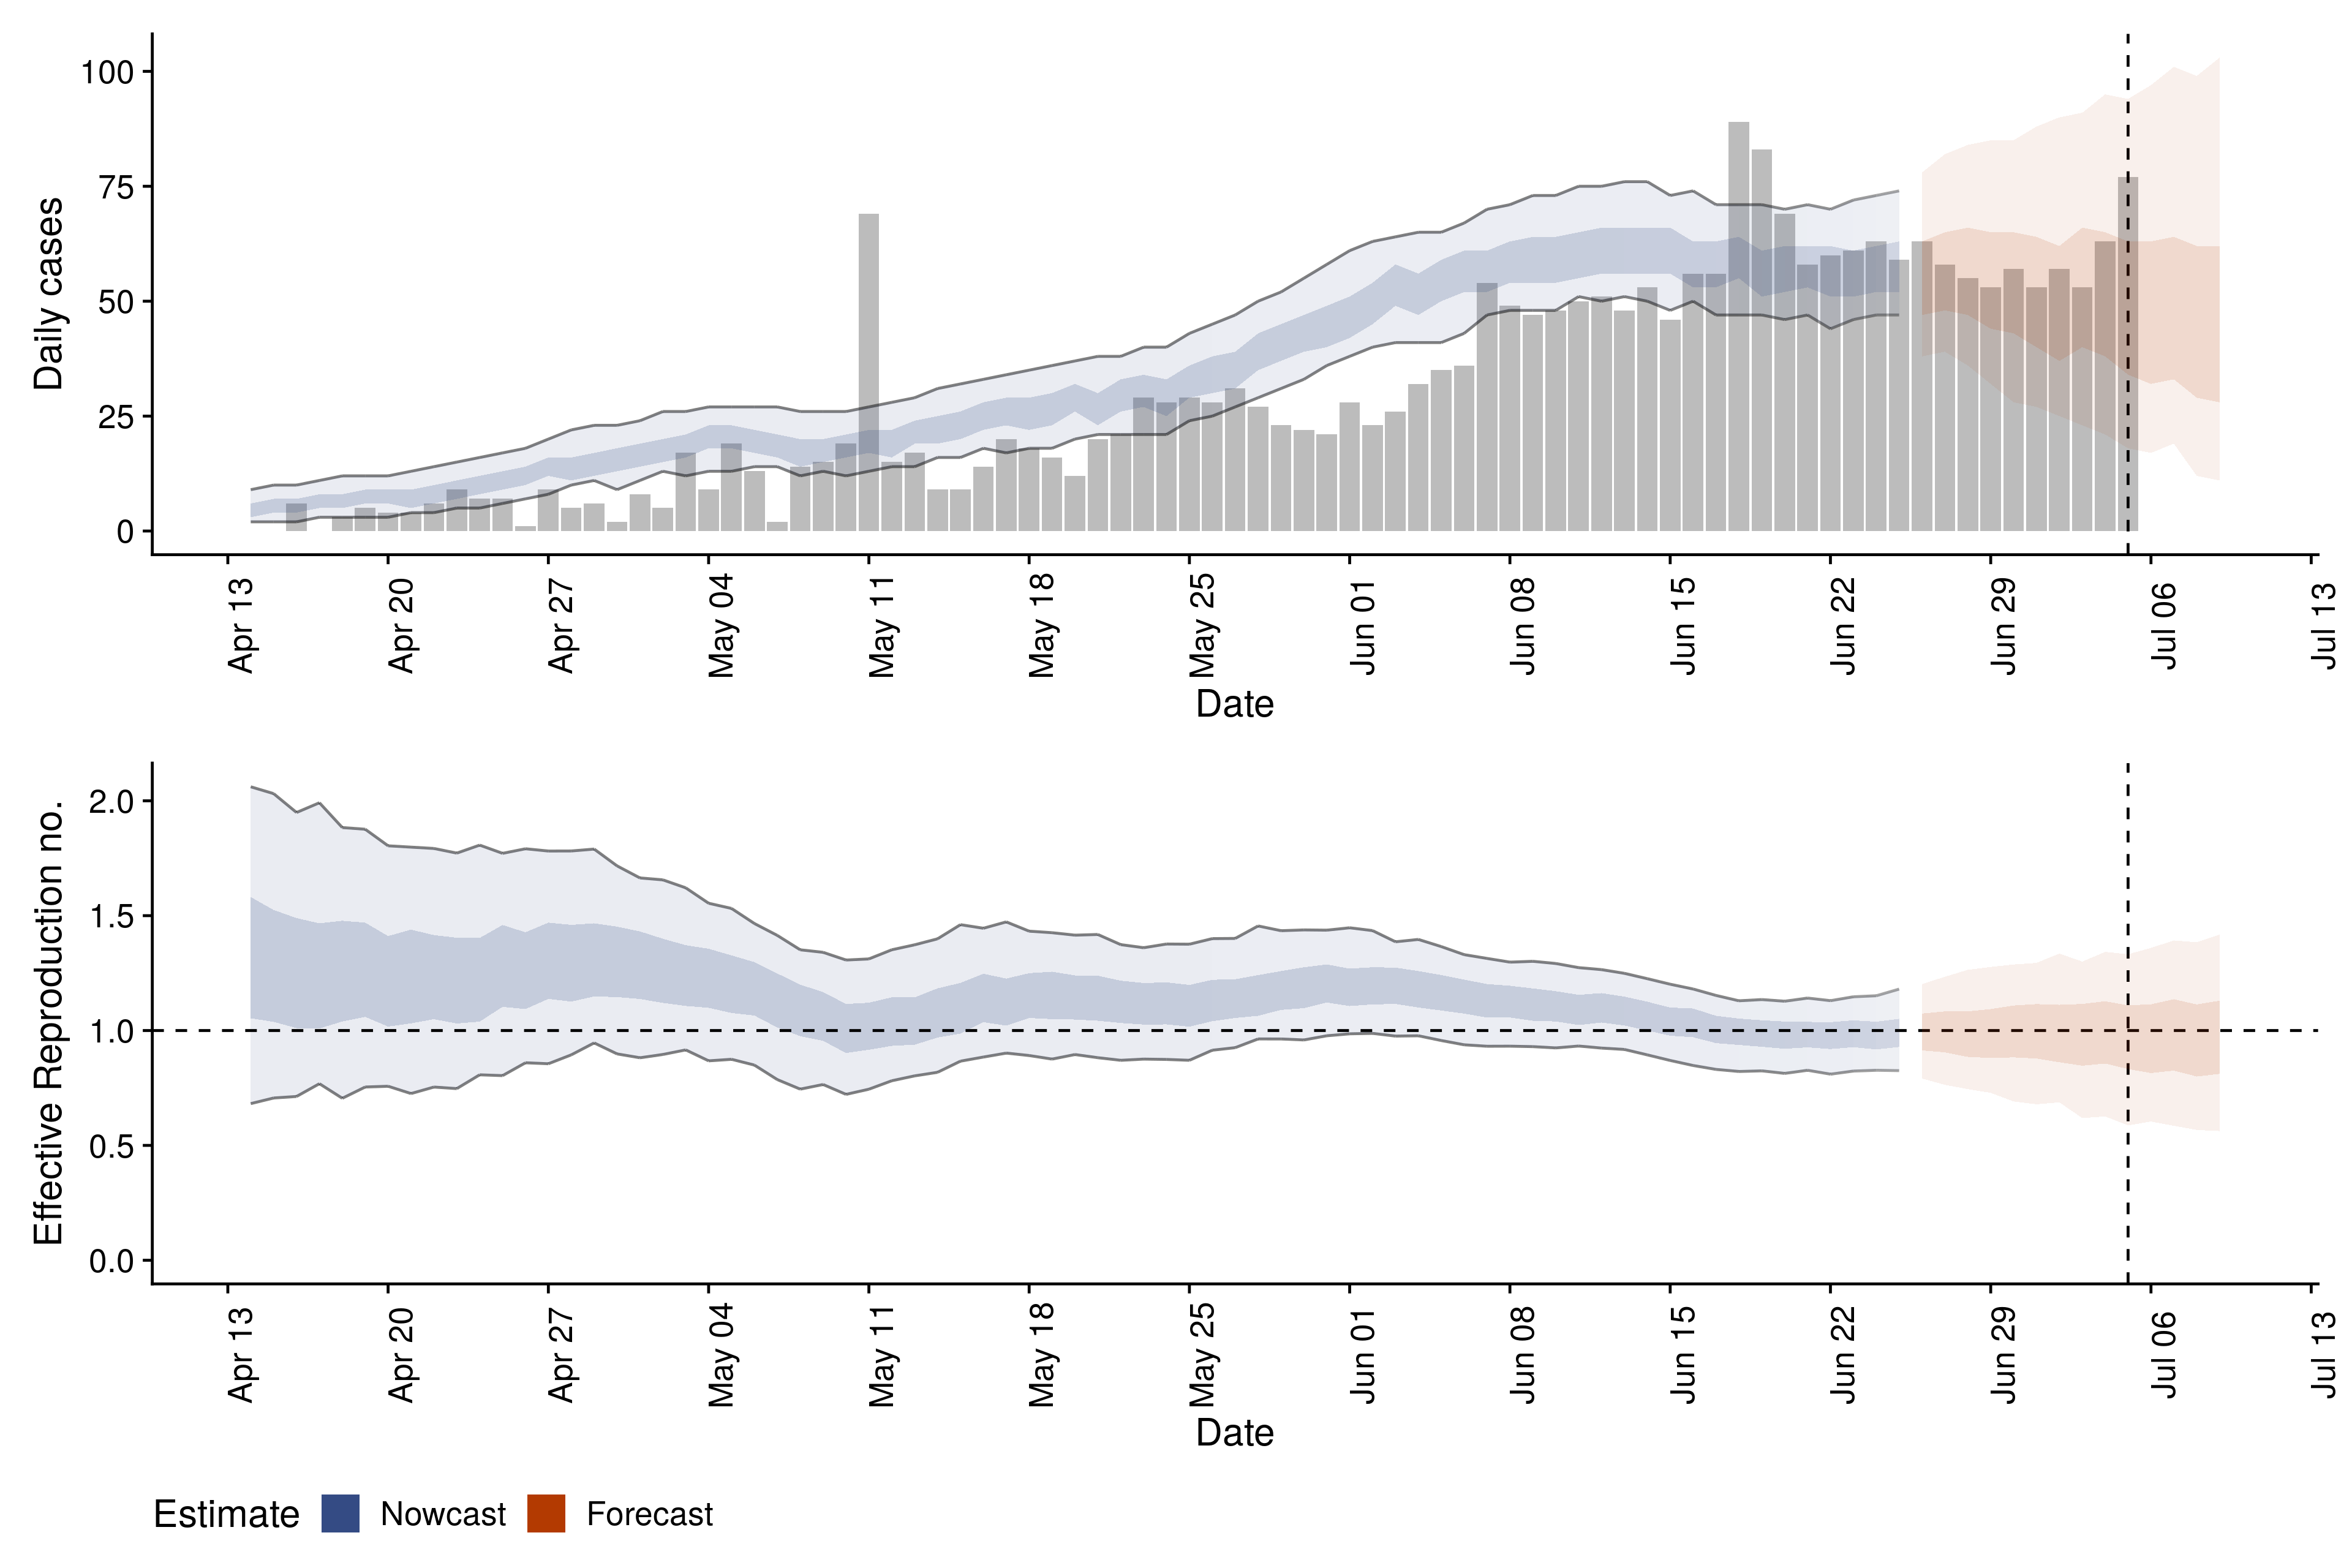 100
75
50
25
0
Daily cases
Apr 13
Apr 20
Apr 27
May 04
May 11
May 18
May 25
Jun 01
Jun 08
Jun 15
Jun 22
Jun 29
Jul 06
Jul 13
Date
2.0
1.5
1.0
0.5
0.0
Effective Reproduction no.
Apr 13
Apr 20
Apr 27
May 04
May 11
May 18
May 25
Jun 01
Jun 08
Jun 15
Jun 22
Jun 29
Jul 06
Jul 13
Date
Estimate Nowcast Forecast